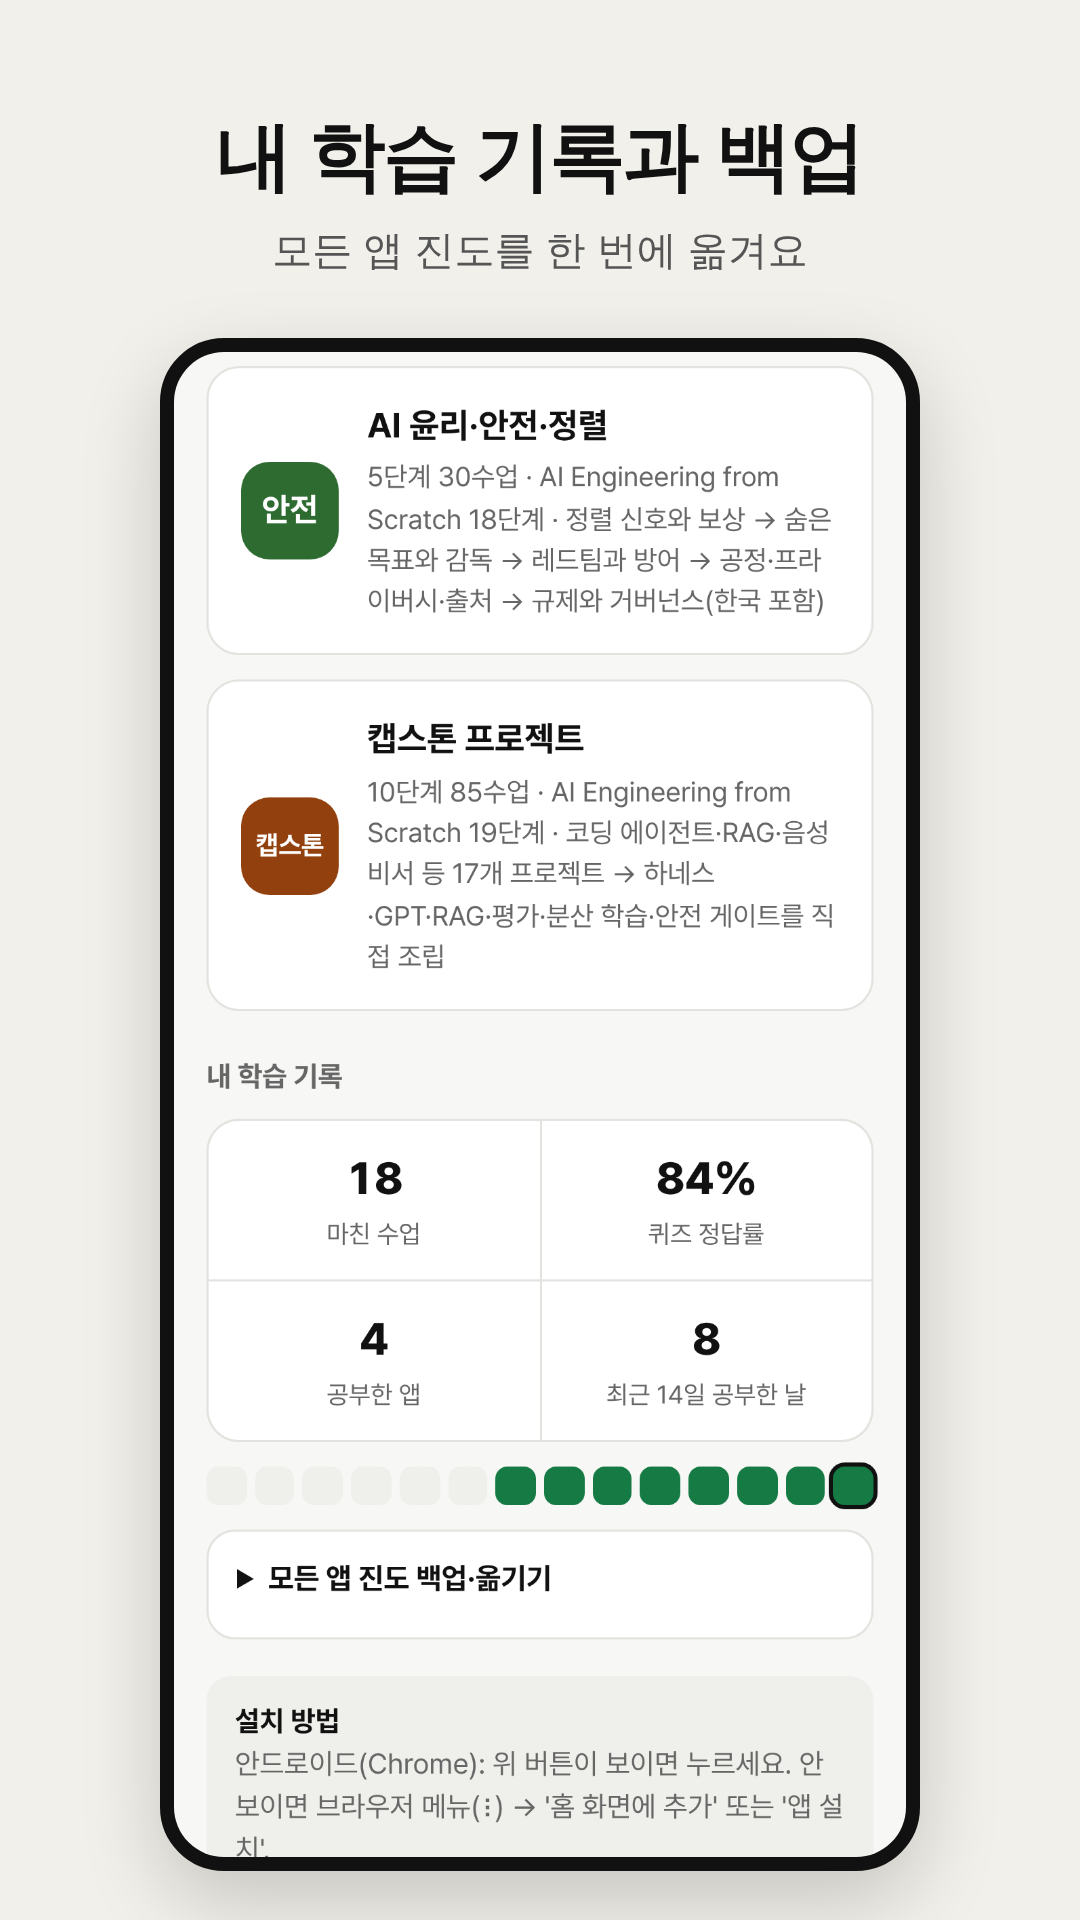 내 학습 기록과 백업
모든 앱 진도를 한 번에 옮겨요
AI 윤리·안전·정렬
안전
5단계 30수업 · AI Engineering from
Scratch 18단계 · 정렬 신호와 보상 → 숨은
목표와 감독 → 레드팀과 방어 → 공정·프라
이버시·출처 → 규제와 거버넌스(한국 포함)
캡스톤 프로젝트
캡스톤
10단계 85수업 · AI Engineering from
Scratch 19단계 · 코딩 에이전트·RAG·음성
비서 등 17개 프로젝트 → 하네스
·GPT·RAG·평가·분산 학습·안전 게이트를 직
접 조립
내 학습 기록
18
마친 수업
84%
퀴즈 정답률
4
공부한 앱
8
최근 14일 공부한 날
▶ 모든 앱 진도 백업·옮기기
설치 방법
안드로이드(Chrome): 위 버튼이 보이면 누르세요. 안
보이면 브라우저 메뉴(⋮) → '홈 화면에 추가' 또는 '앱 설
치'.